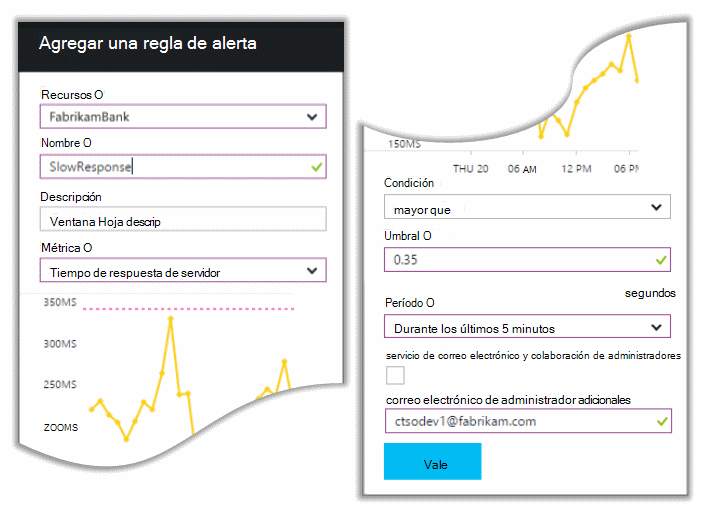 Agregar una regla de alerta
Recursos O
FabrikamBank
Nombre O
SlowResponse
Descripción
Ventana Hoja descrip
Métrica O
Tiempo de respuesta de servidor
350MS
300MS
250MS
ZOOMS
150MS
THU 20 06 AM 12 PM 06 PM
Condición
mayor que
Umbral O
0.35
segundos
Período O
Durante los últimos 5 minutos
servicio de correo electrónico y colaboración de administradores
correo electrónico de administrador adicionales
ctsodev1@fabrikam.com
Vale